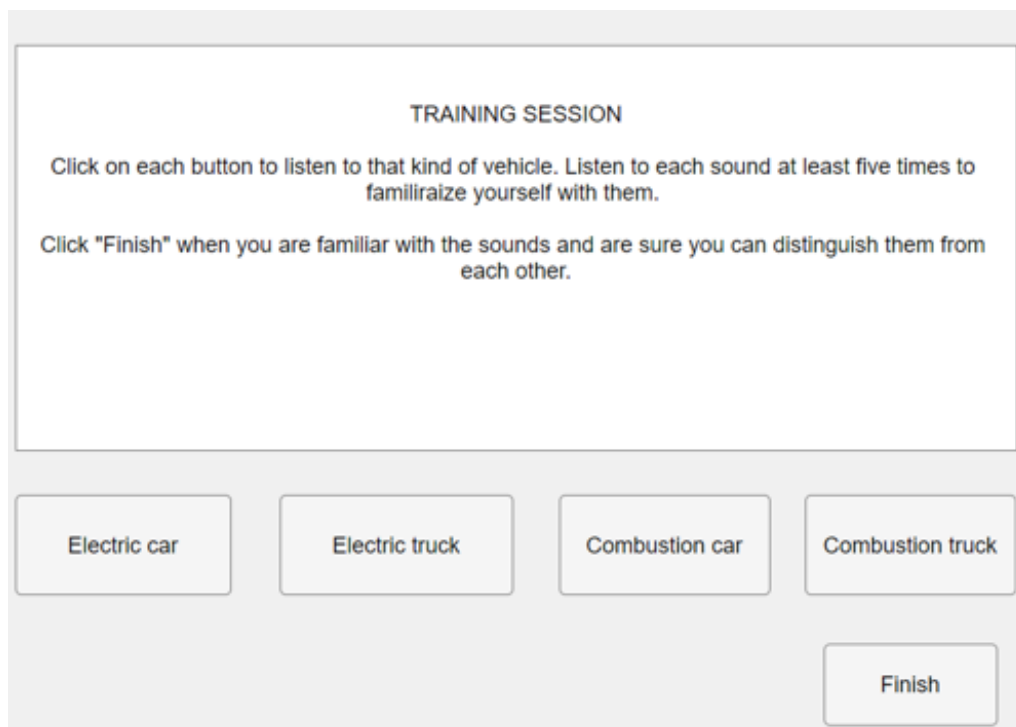 TRAINING SESSION
Click on each button to listen to that kind of vehicle. Listen to each sound at least five times to
familiraize yourself with them.
Click "Finish" when you are familiar with the sounds and are sure you can distinguish them from
each other.
Electric car
Electric truck
Combustion car
Combustion truck
Finish